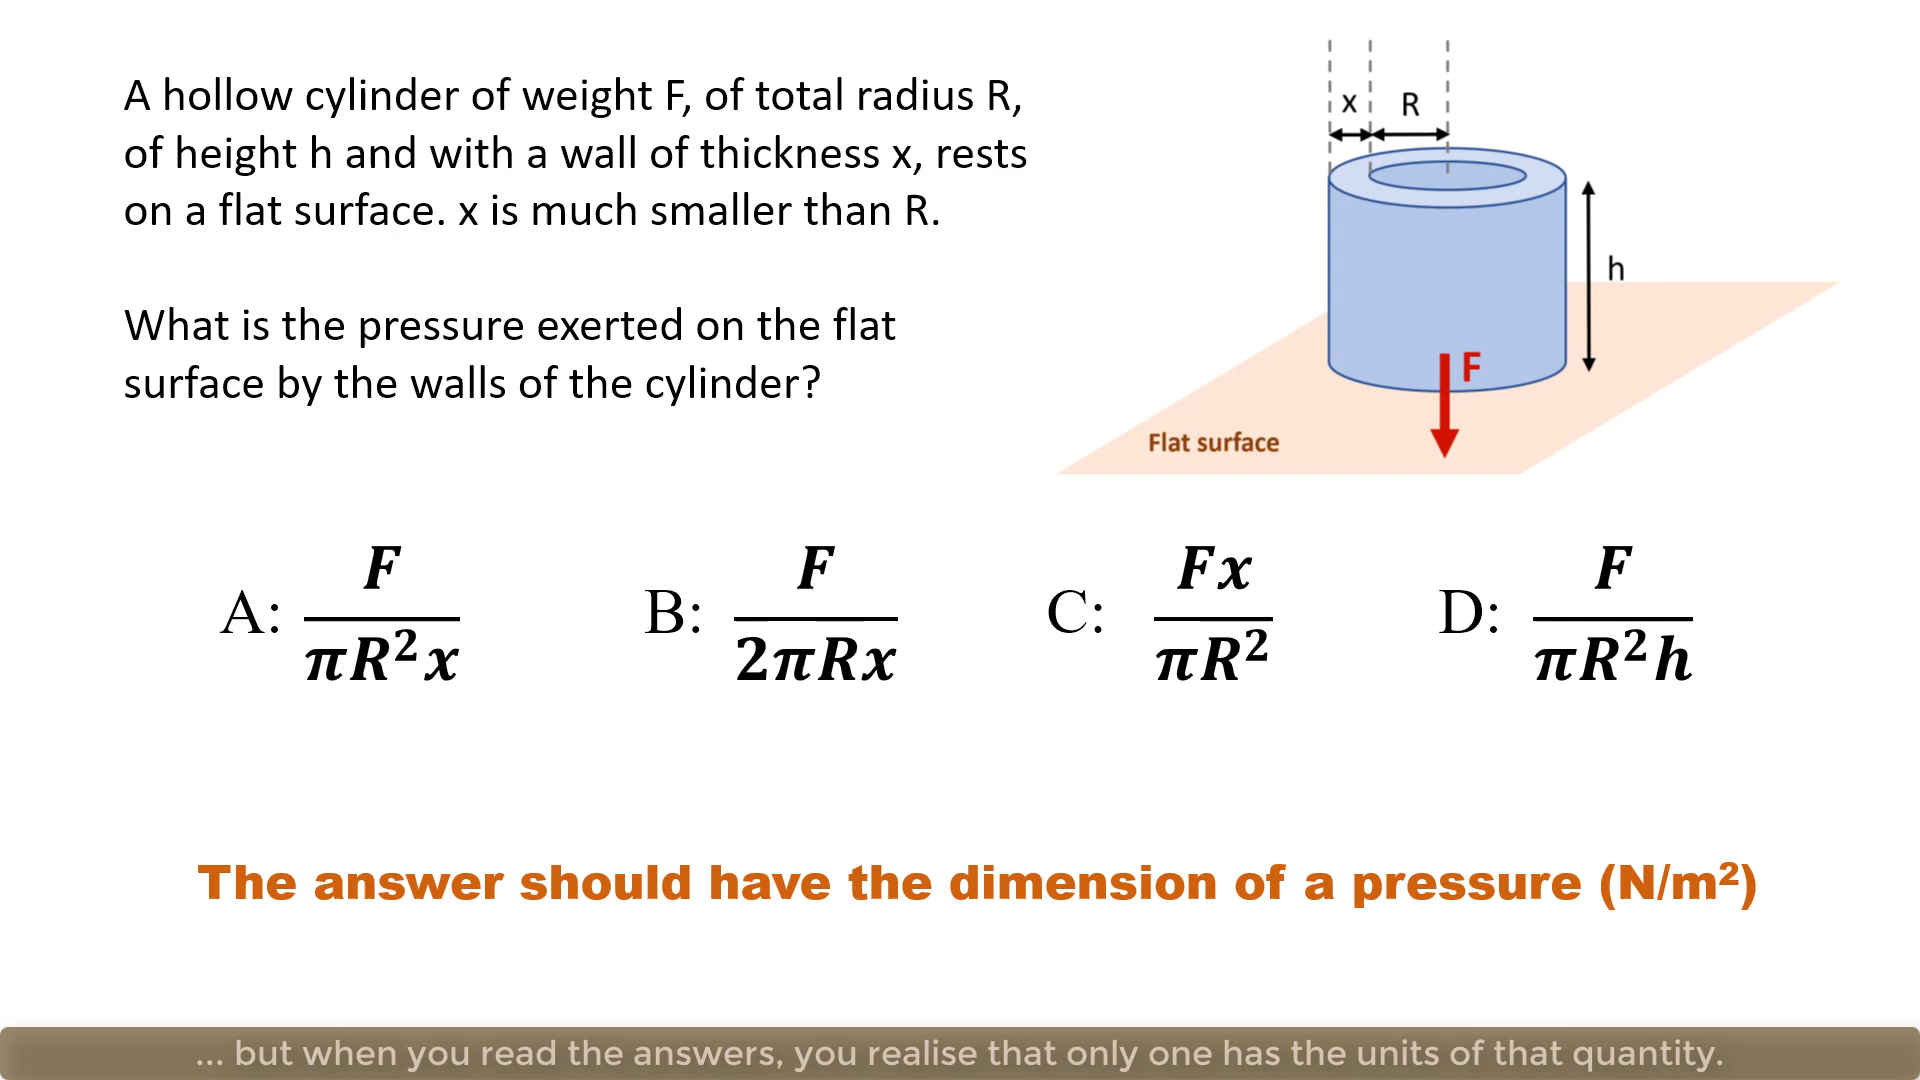 A hollow cylinder of weight F, of total radius R,
of height h and with a wall of thickness x, rests
on a flat surface. x is much smaller than R.
What is the pressure exerted on the flat
surface by the walls of the cylinder?
x R
h
F
Flat surface
A: F/πR²x
B: F/2πRx
C: Fx/πR²
D: F/πR²h
The answer should have the dimension of a pressure (N/m²)
... but when you read the answers, you realise that only one has the units of that quantity.